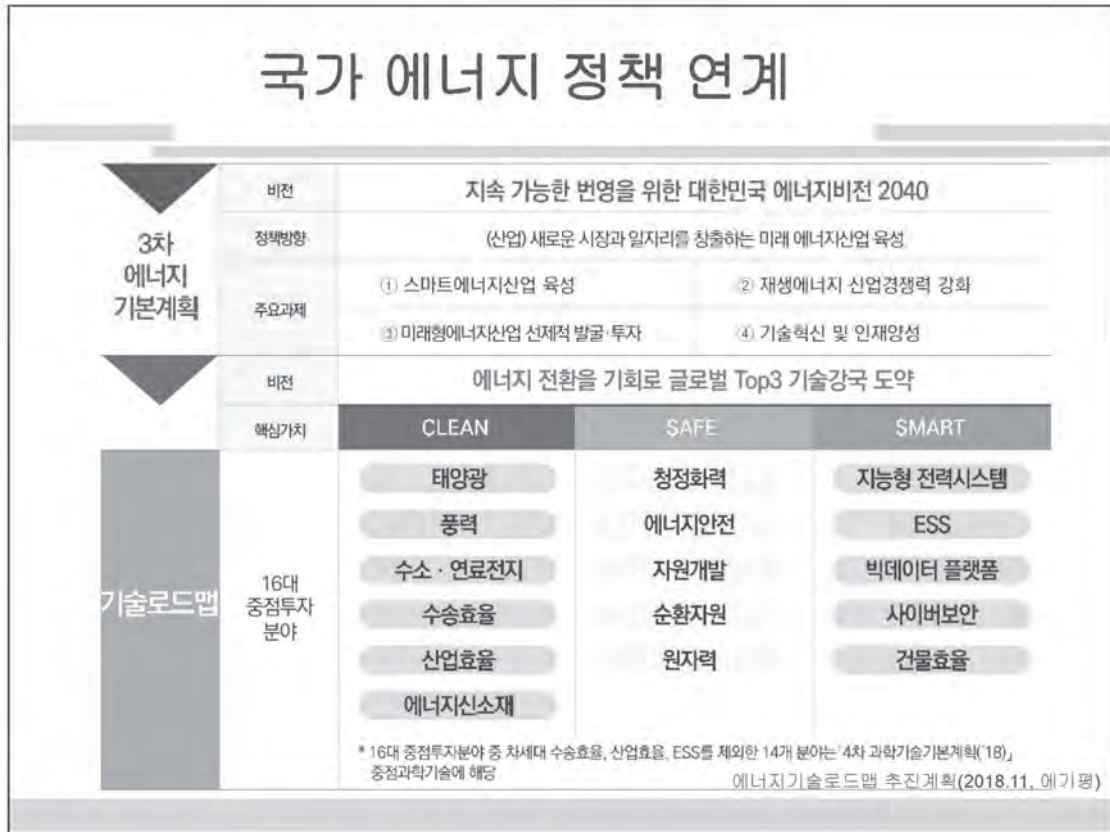 국가 에너지 정책 연계
3차
에너지
기본계획
비전
지속 가능한 번영을 위한 대한민국 에너지비전 2040
정책방향
(산업) 새로운 시장과 일자리를 창출하는 미래 에너지산업 육성
주요과제
① 스마트에너지산업 육성
② 재생에너지 산업경쟁력 강화
③ 미래형에너지산업 선제적 발굴·투자
④ 기술혁신 및 인재양성
비전
에너지 전환을 기회로 글로벌 Top3 기술강국 도약
핵심가치
CLEAN
SAFE
SMART
기술로드맵
16대
중점투자
분야
태양광
청정화력
지능형 전력시스템
풍력
에너지안전
ESS
수소 · 연료전지
자원개발
빅데이터 플랫폼
수송효율
순환자원
사이버보안
산업효율
원자력
건물효율
에너지신소재
* 16대 중점투자분야 중 차세대 수송효율, 산업효율, ESS를 제외한 14개 분야는 「4차 과학기술기본계획('18)」
중점과학기술에 해당
에너지기술로드맵 추진계획(2018.11, 에기평)